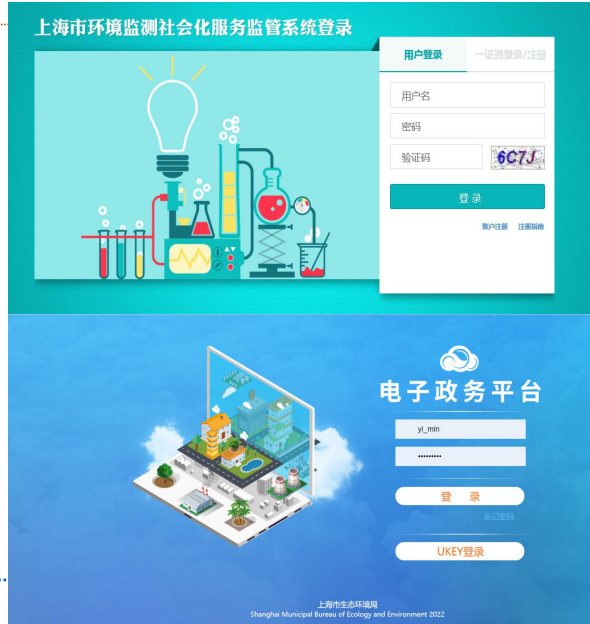 上海市环境监测社会化服务监管系统登录
用户登录
一证通登录/注册
用户名
密码
验证码
6C7J
登 录
账户注册 注册指南
电子政务平台
yi_min
•••••••••
登 录
忘记密码
UKEY登录
上海市生态环境局
Shanghai Municipal Bureau of Ecology and Environment 2022